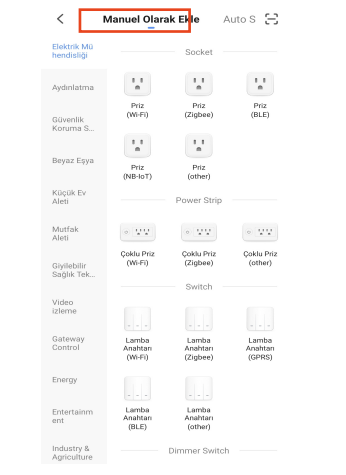 Manuel Olarak Ekle
Auto S
Elektrik Mü
hendisliği
Aydınlatma
Güvenlik
Koruma S...
Beyaz Eşya
Küçük Ev
Aleti
Mutfak
Aleti
Giyilebilir
Sağlık Tek...
Video
izleme
Gateway
Control
Energy
Entertainm
ent
Industry &
Agriculture
Socket
Priz
(Wi-Fi)
Priz
(Zigbee)
Priz
(BLE)
Priz
(NB-IoT)
Priz
(other)
Power Strip
Çoklu Priz
(Wi-Fi)
Çoklu Priz
(Zigbee)
Çoklu Priz
(other)
Switch
Lamba
Anahtarı
(Wi-Fi)
Lamba
Anahtarı
(Zigbee)
Lamba
Anahtarı
(GPRS)
Lamba
Anahtarı
(BLE)
Lamba
Anahtarı
(other)
Dimmer Switch